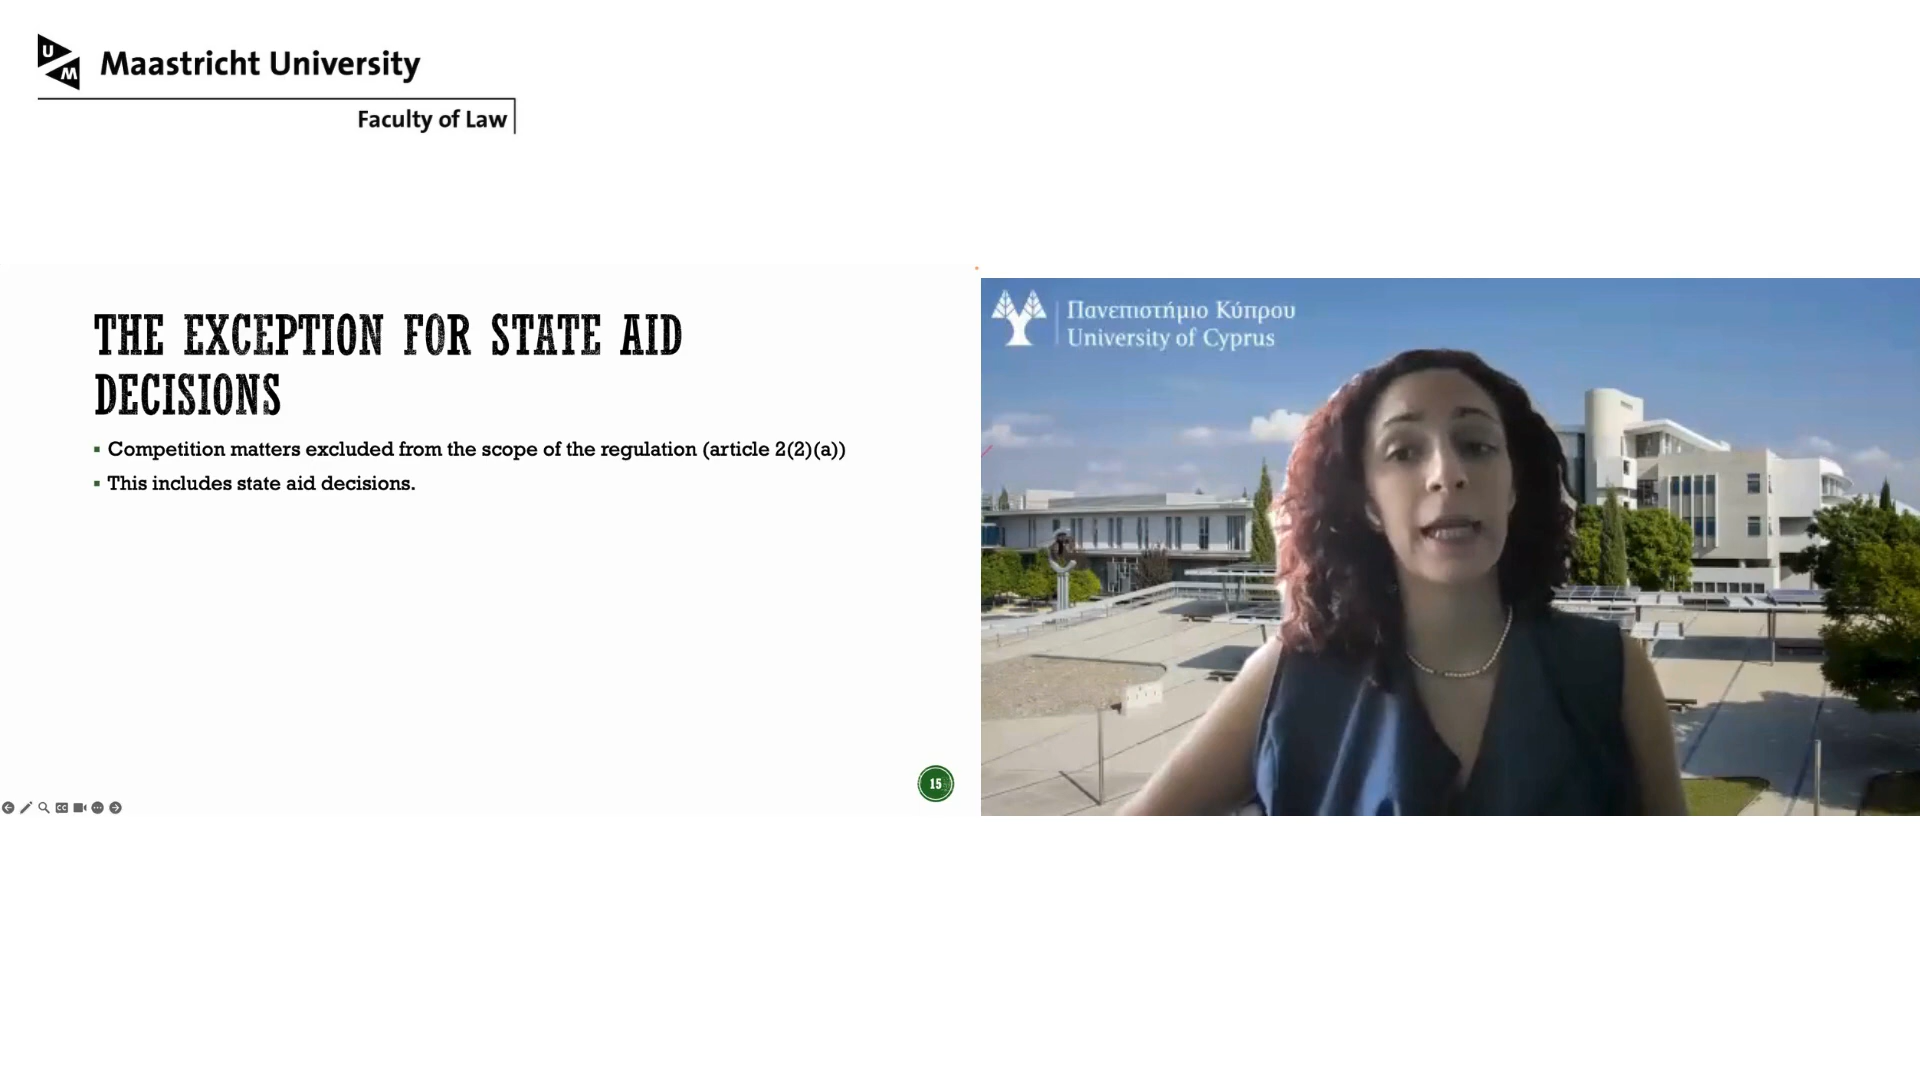 U
M
Maastricht University
Faculty of Law
THE EXCEPTION FOR STATE AID
DECISIONS
▪ Competition matters excluded from the scope of the regulation (article 2(2)(a))
▪ This includes state aid decisions.
15
CC
Πανεπιστήμιο Κύπρου
University of Cyprus